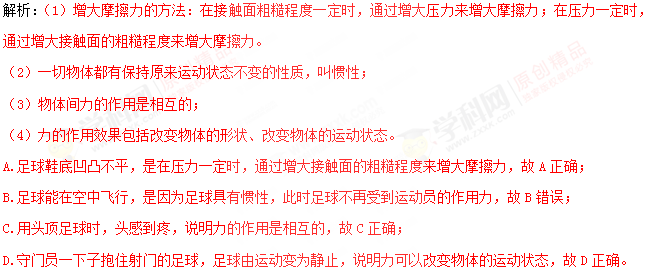 解析：（1）增大摩擦力的方法：在接触面粗糙程度一定时，通过增大压力来增大摩擦力；在压力一定时，
通过增大接触面的粗糙程度来增大摩擦力。
（2）一切物体都有保持原来运动状态不变的性质，叫惯性；
（3）物体间力的作用是相互的；
（4）力的作用效果包括改变物体的形状、改变物体的运动状态。
A.足球鞋底凹凸不平，是在压力一定时，通过增大接触面的粗糙程度来增大摩擦力，故 A 正确；
B.足球能在空中飞行，是因为足球具有惯性，此时足球不再受到运动员的作用力，故 B 错误；
C.用头顶足球时，头感到疼，说明力的作用是相互的，故 C 正确；
D.守门员一下子抱住射门的足球，足球由运动变为静止，说明力可以改变物体的运动状态，故 D 正确。
学科网 原创精品
www.zxxk.com